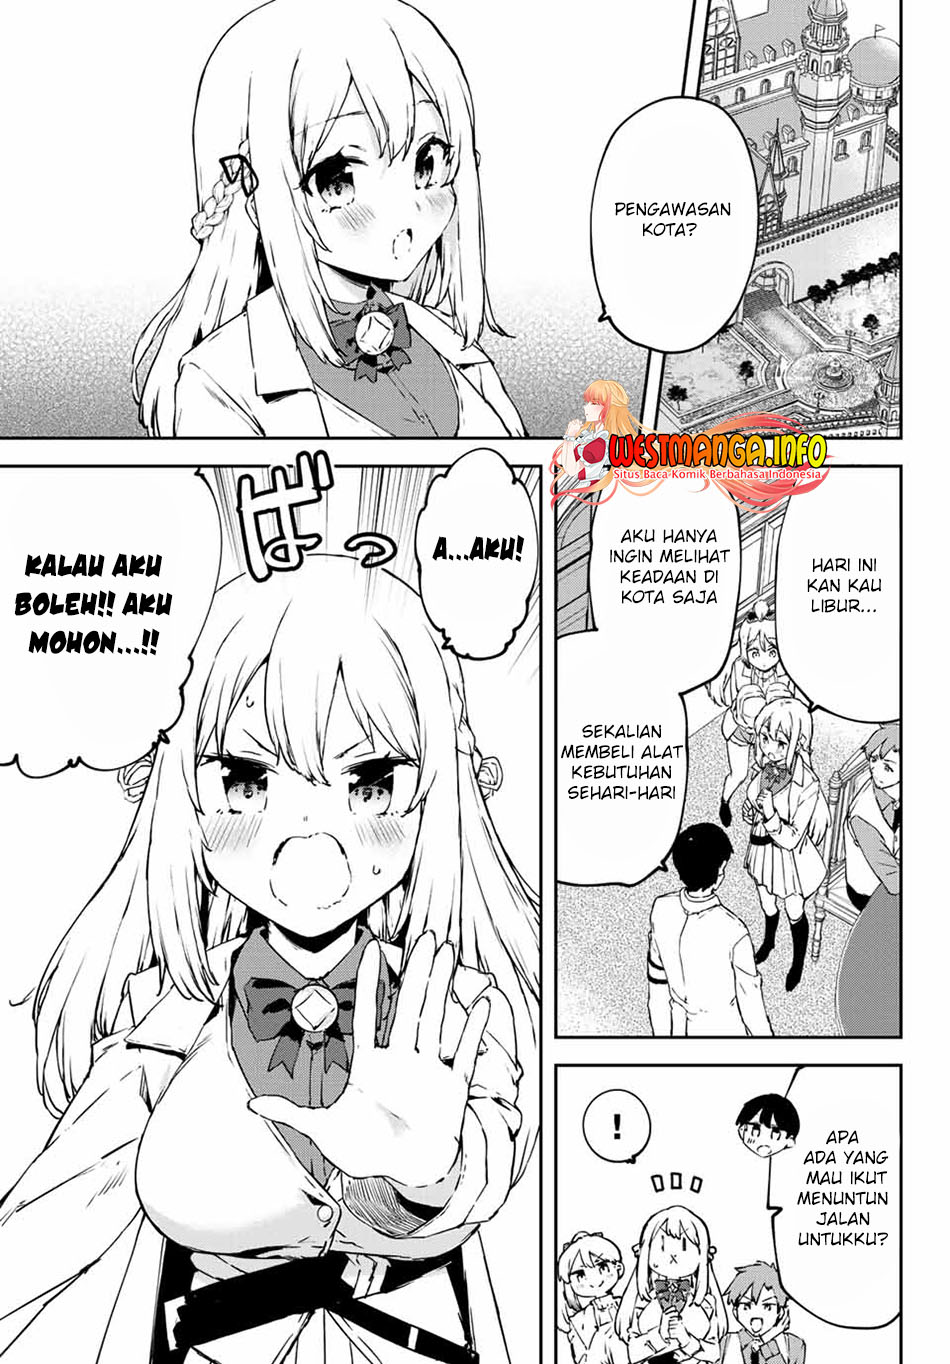 PENGAWASAN
KOTA?
WESTMANGA.INFO
Situs Baca Komik Berbahasa Indonesia
HARI INI
KAN KAU
LIBUR...
AKU HANYA
INGIN MELIHAT
KEADAAN DI
KOTA SAJA
SEKALIAN
MEMBELI ALAT
KEBUTUHAN
SEHARI-HARI
APA
ADA YANG
MAU IKUT
MENUNTUN
JALAN
UNTUKKU?
!
A...AKU!
ばっ
KALAU AKU
BOLEH!! AKU
MOHON...!!